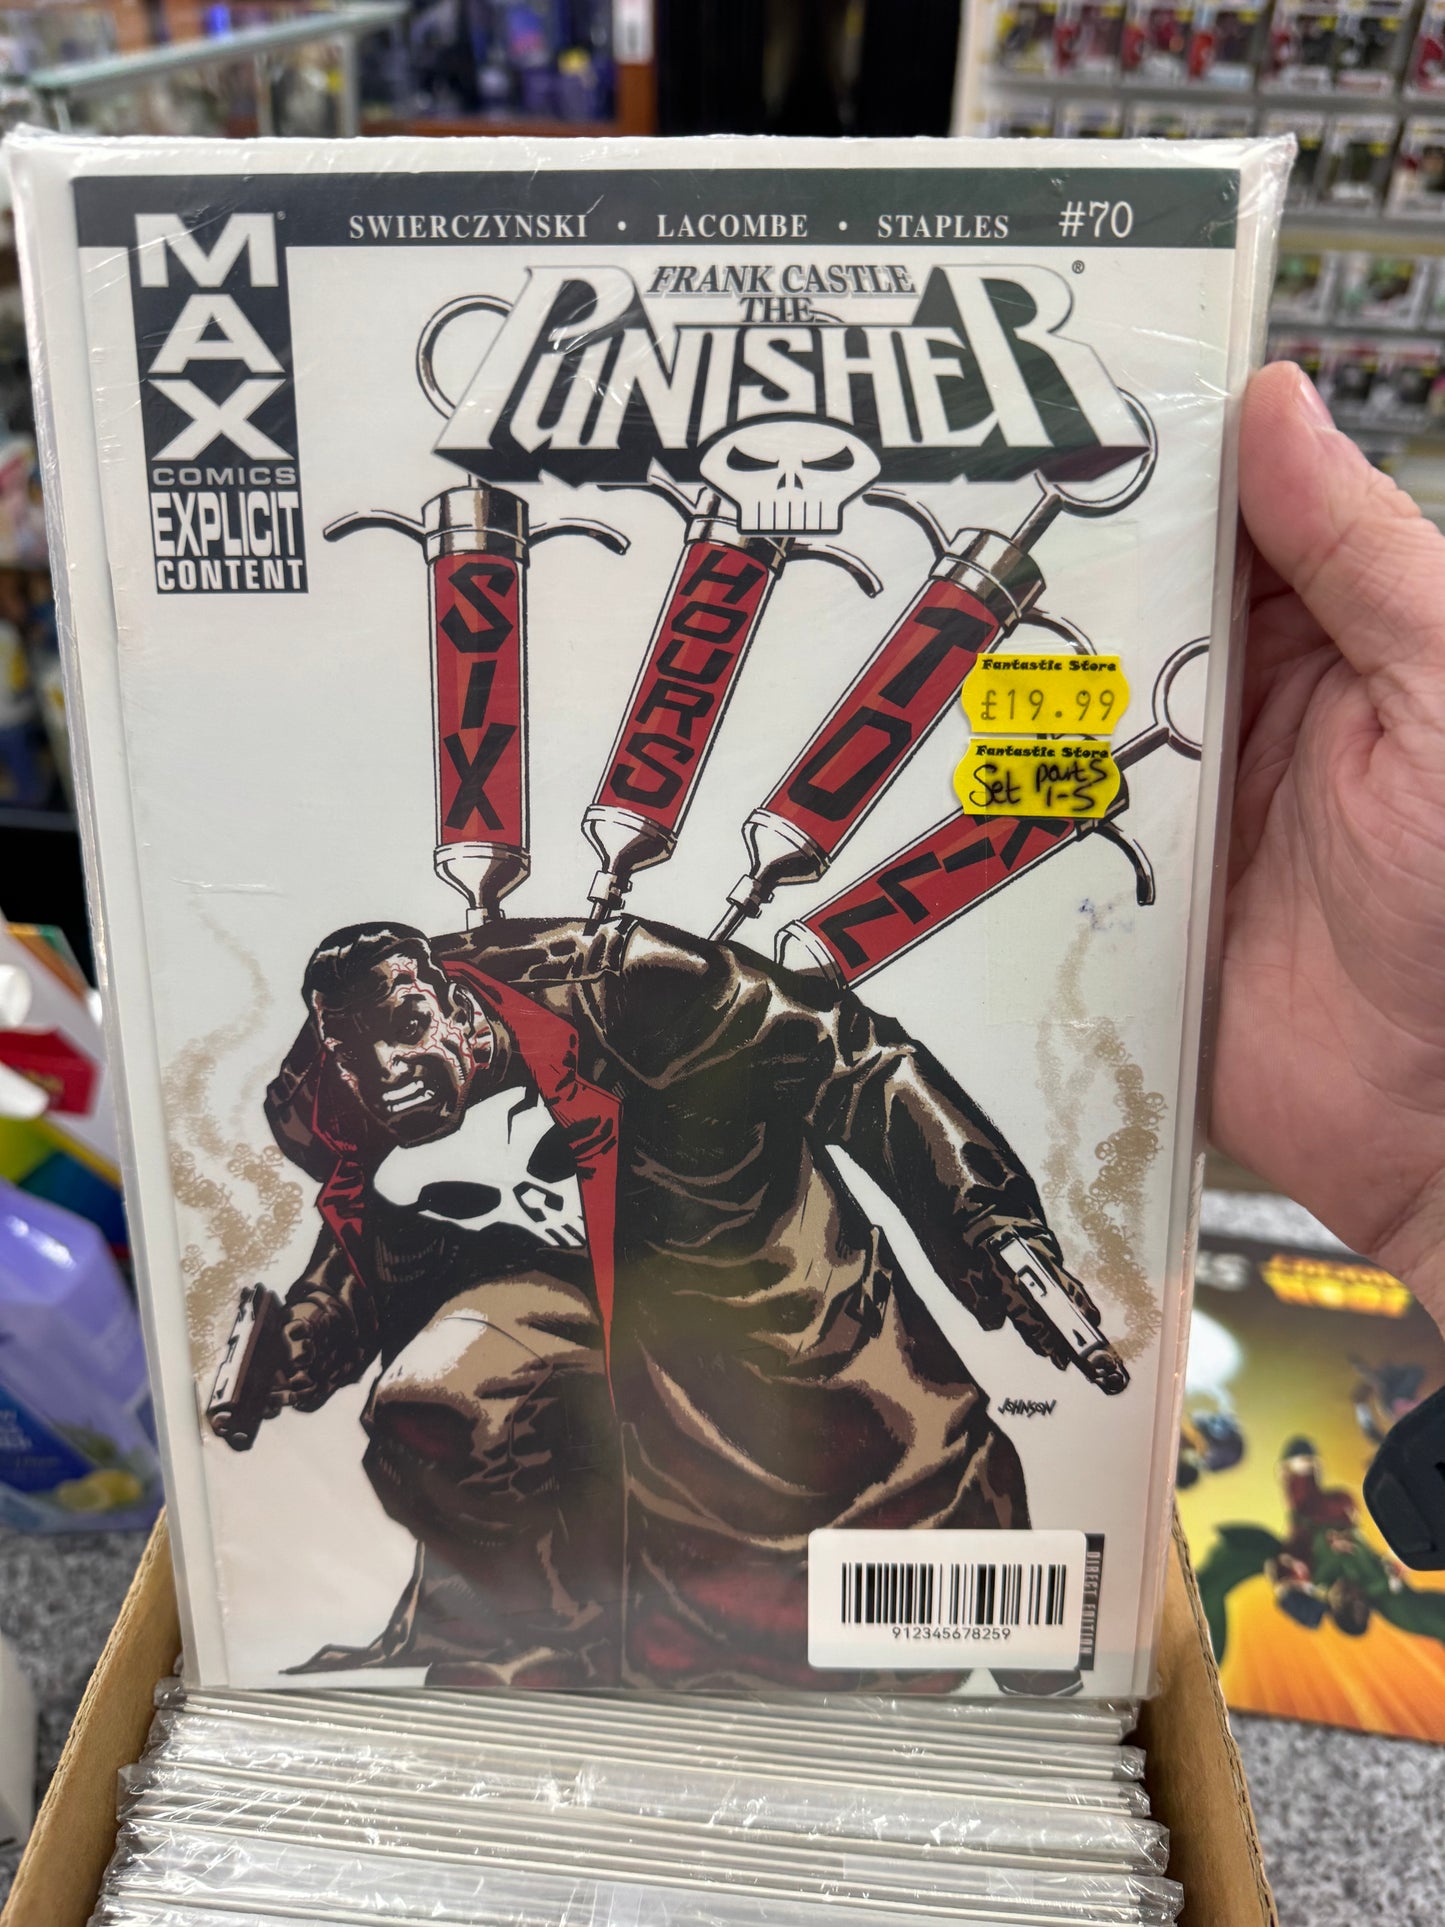 SWIERCZYNSKI • LACOMBE • STAPLES #70
MAX
COMICS
EXPLICIT
CONTENT
FRANK CASTLE
THE
PUNISHER
SIX
HOURS
TO
KILL
Fantastic Store
£19.99
Fantastic Store
Set parts
1-5
JOHNSON
912345678259
DIRECT EDITION